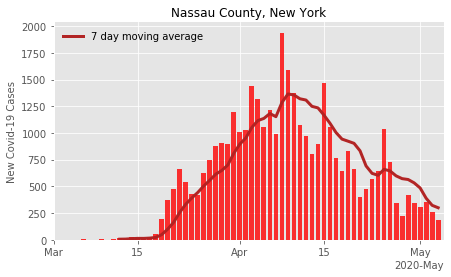 Nassau County, New York
7 day moving average
New Covid-19 Cases
2000
1750
1500
1250
1000
750
500
250
0
Mar
15
Apr
15
May
2020-May